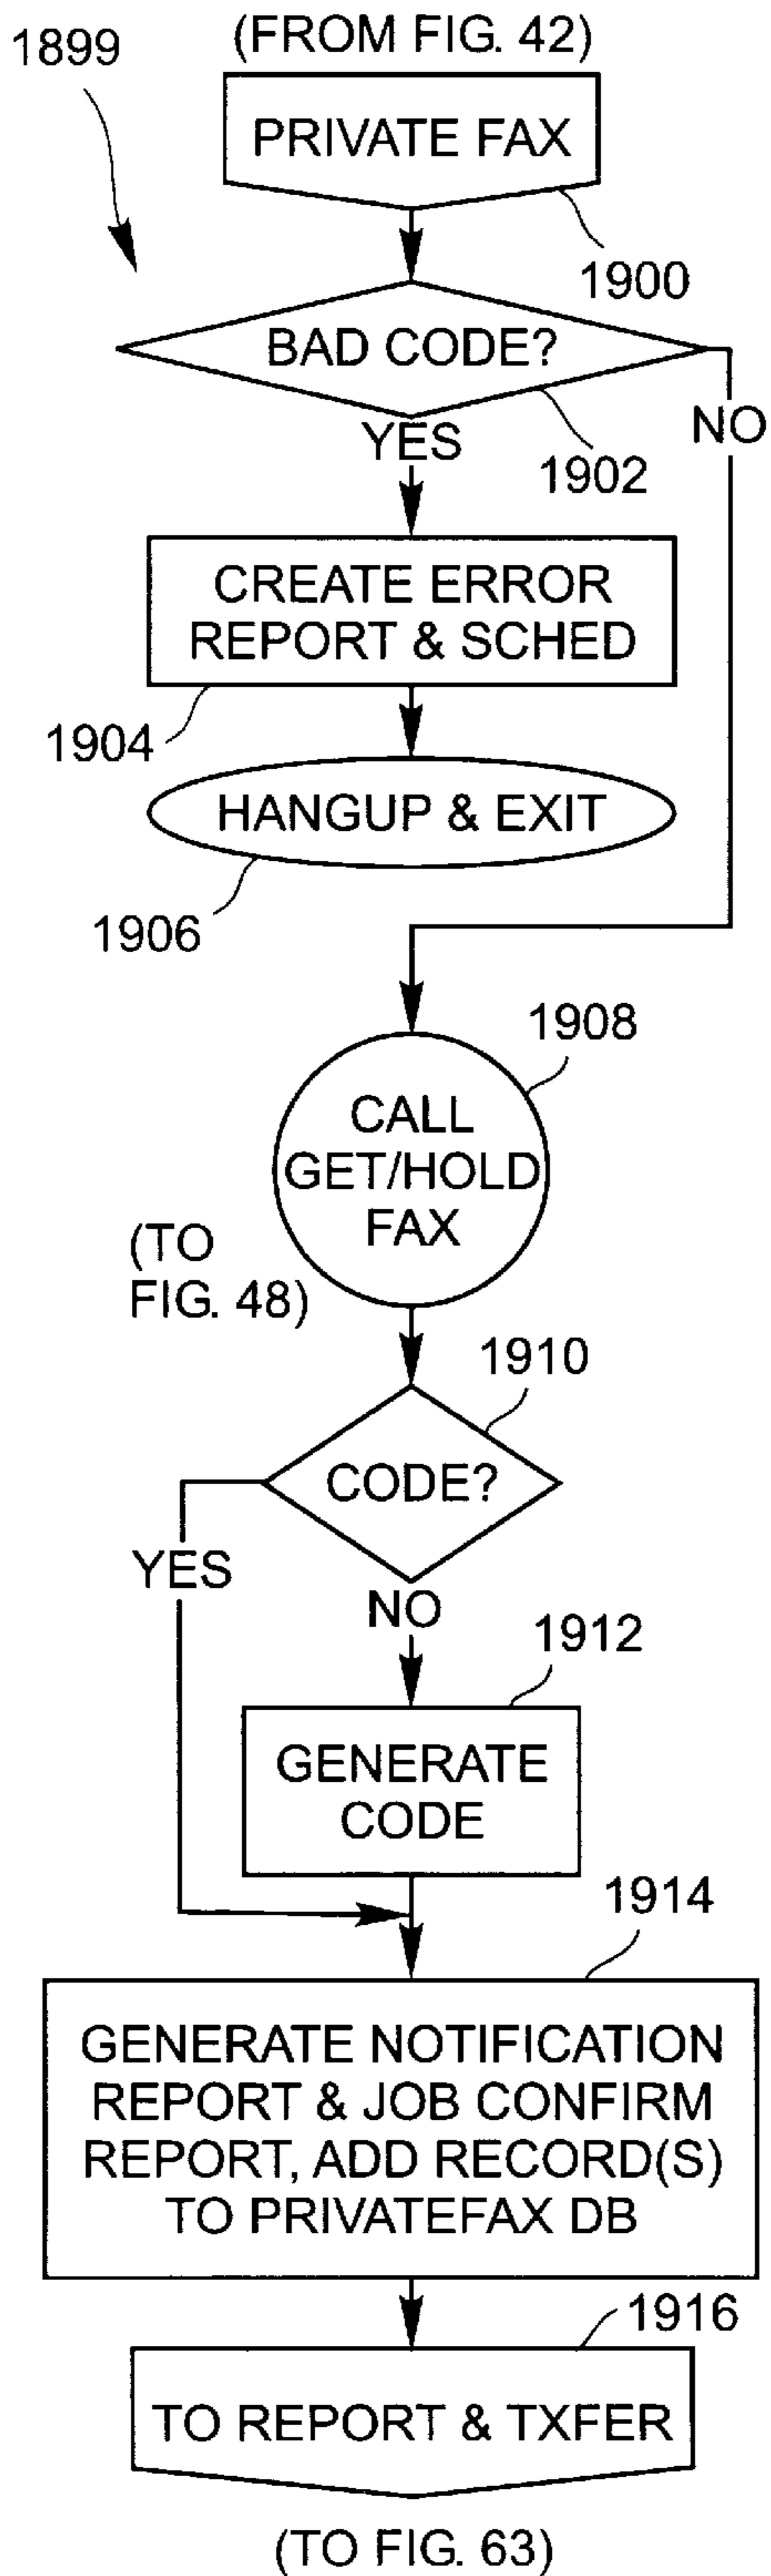 (FROM FIG. 42)
1899
PRIVATE FAX
1900
BAD CODE?
YES
NO
1902
CREATE ERROR
REPORT & SCHED
1904
HANGUP & EXIT
1906
1908
CALL
GET/HOLD
FAX
(TO
FIG. 48)
1910
CODE?
YES
NO
1912
GENERATE
CODE
1914
GENERATE NOTIFICATION
REPORT & JOB CONFIRM
REPORT, ADD RECORD(S)
TO PRIVATEFAX DB
1916
TO REPORT & TXFER
(TO FIG. 63)